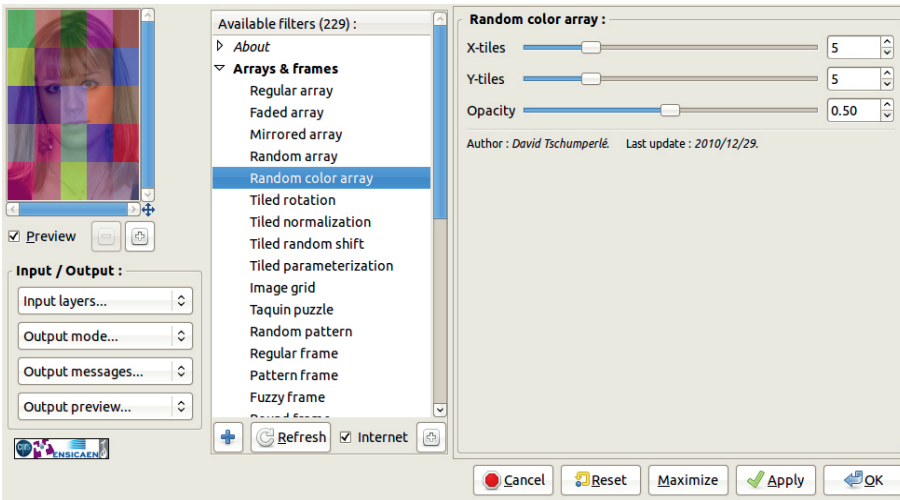 Preview
Input / Output :
Input layers...
Output mode...
Output messages...
Output preview...
ENSICAEN
Available filters (229) :
About
Arrays & frames
Regular array
Faded array
Mirrored array
Random array
Random color array
Tiled rotation
Tiled normalization
Tiled random shift
Tiled parameterization
Image grid
Taquin puzzle
Random pattern
Regular frame
Pattern frame
Fuzzy frame
Refresh
Internet
Random color array :
X-tiles 5
Y-tiles 5
Opacity 0.50
Author : David Tschumperlé. Last update : 2010/12/29.
Cancel Reset Maximize Apply OK